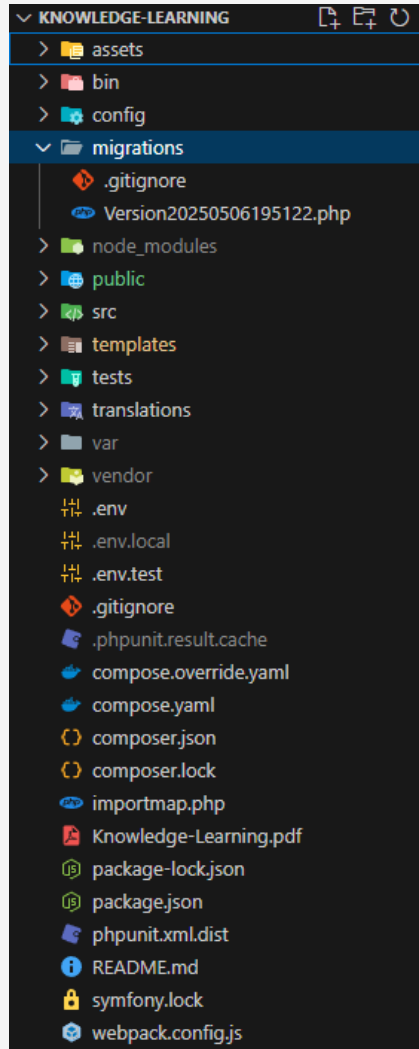 KNOWLEDGE-LEARNING
assets
bin
config
migrations
.gitignore
Version20250506195122.php
node_modules
public
src
templates
tests
translations
var
vendor
.env
.env.local
.env.test
.gitignore
.phpunit.result.cache
compose.override.yaml
compose.yaml
composer.json
composer.lock
importmap.php
Knowledge-Learning.pdf
package-lock.json
package.json
phpunit.xml.dist
README.md
symfony.lock
webpack.config.js